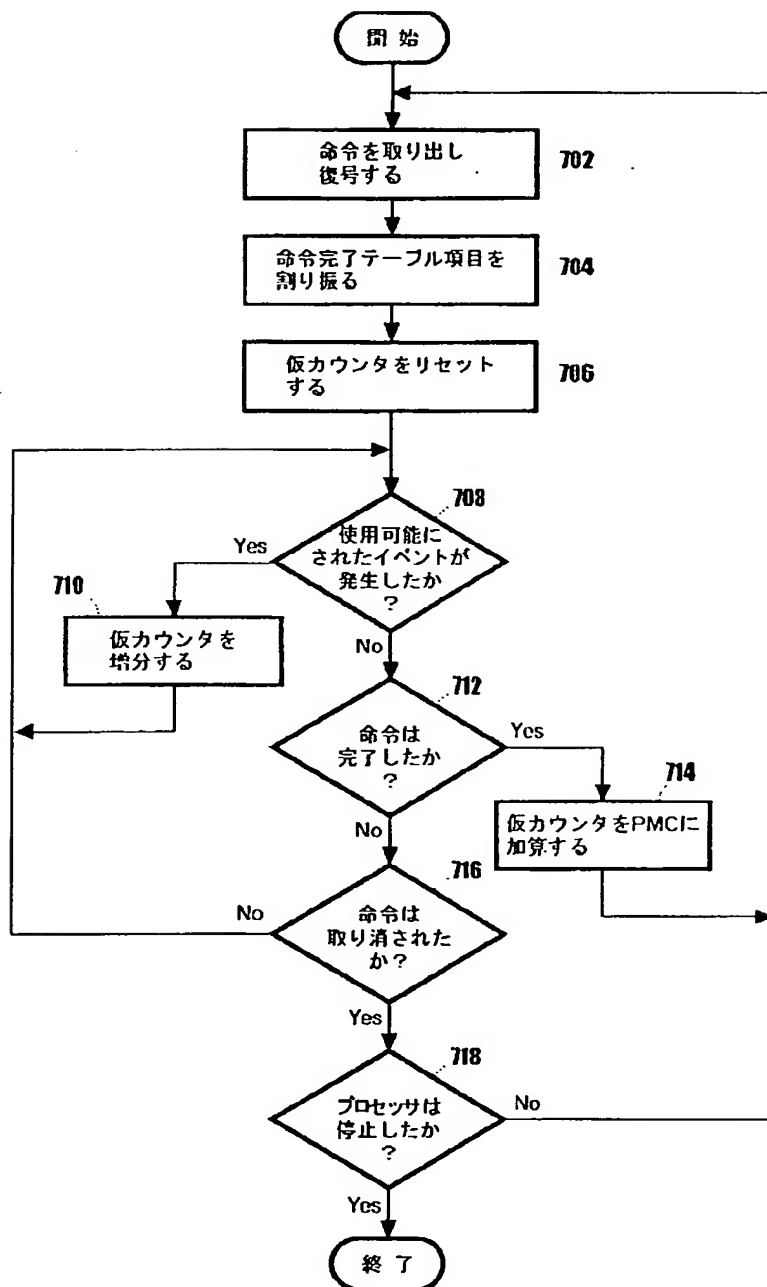 開始
命令を取り出し
復号する
702
命令完了テーブル項目を
割り振る
704
仮カウンタをリセット
する
706
708
使用可能に
されたイベントが
発生したか
?
Yes
710
仮カウンタを
増分する
No
712
命令は
完了したか
?
Yes
714
仮カウンタをPMCに
加算する
No
716
命令は
取り消された
か?
No
Yes
718
プロセッサは
停止したか
?
No
Yes
終了